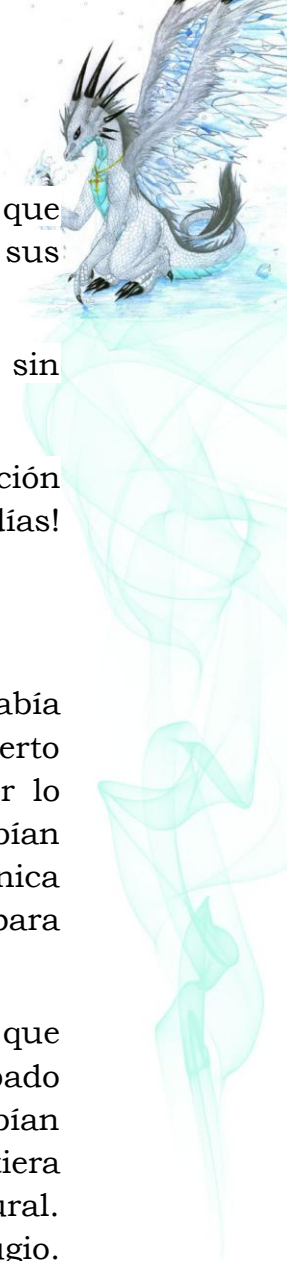 que
sus
sin
ción
días!
abía
erto
r lo
bían
nica
para
que
bado
bían
tiera
ural.
ugio.